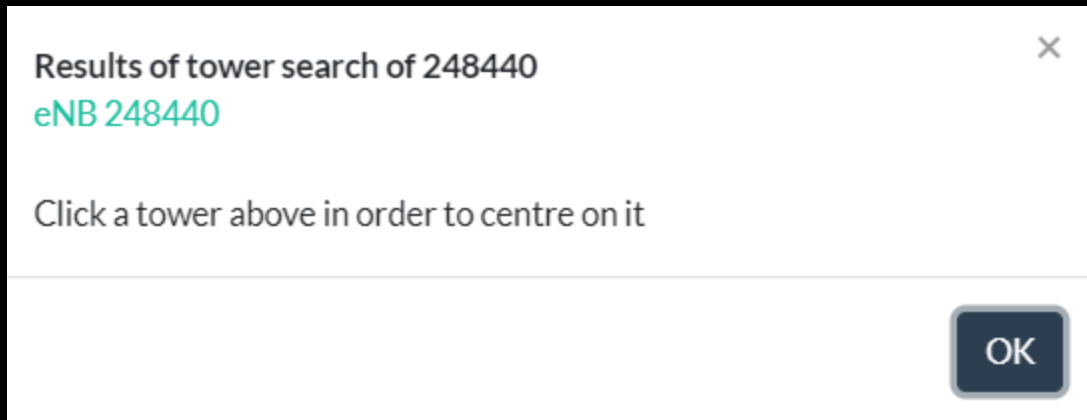 Results of tower search of 248440
×
eNB 248440
Click a tower above in order to centre on it
OK